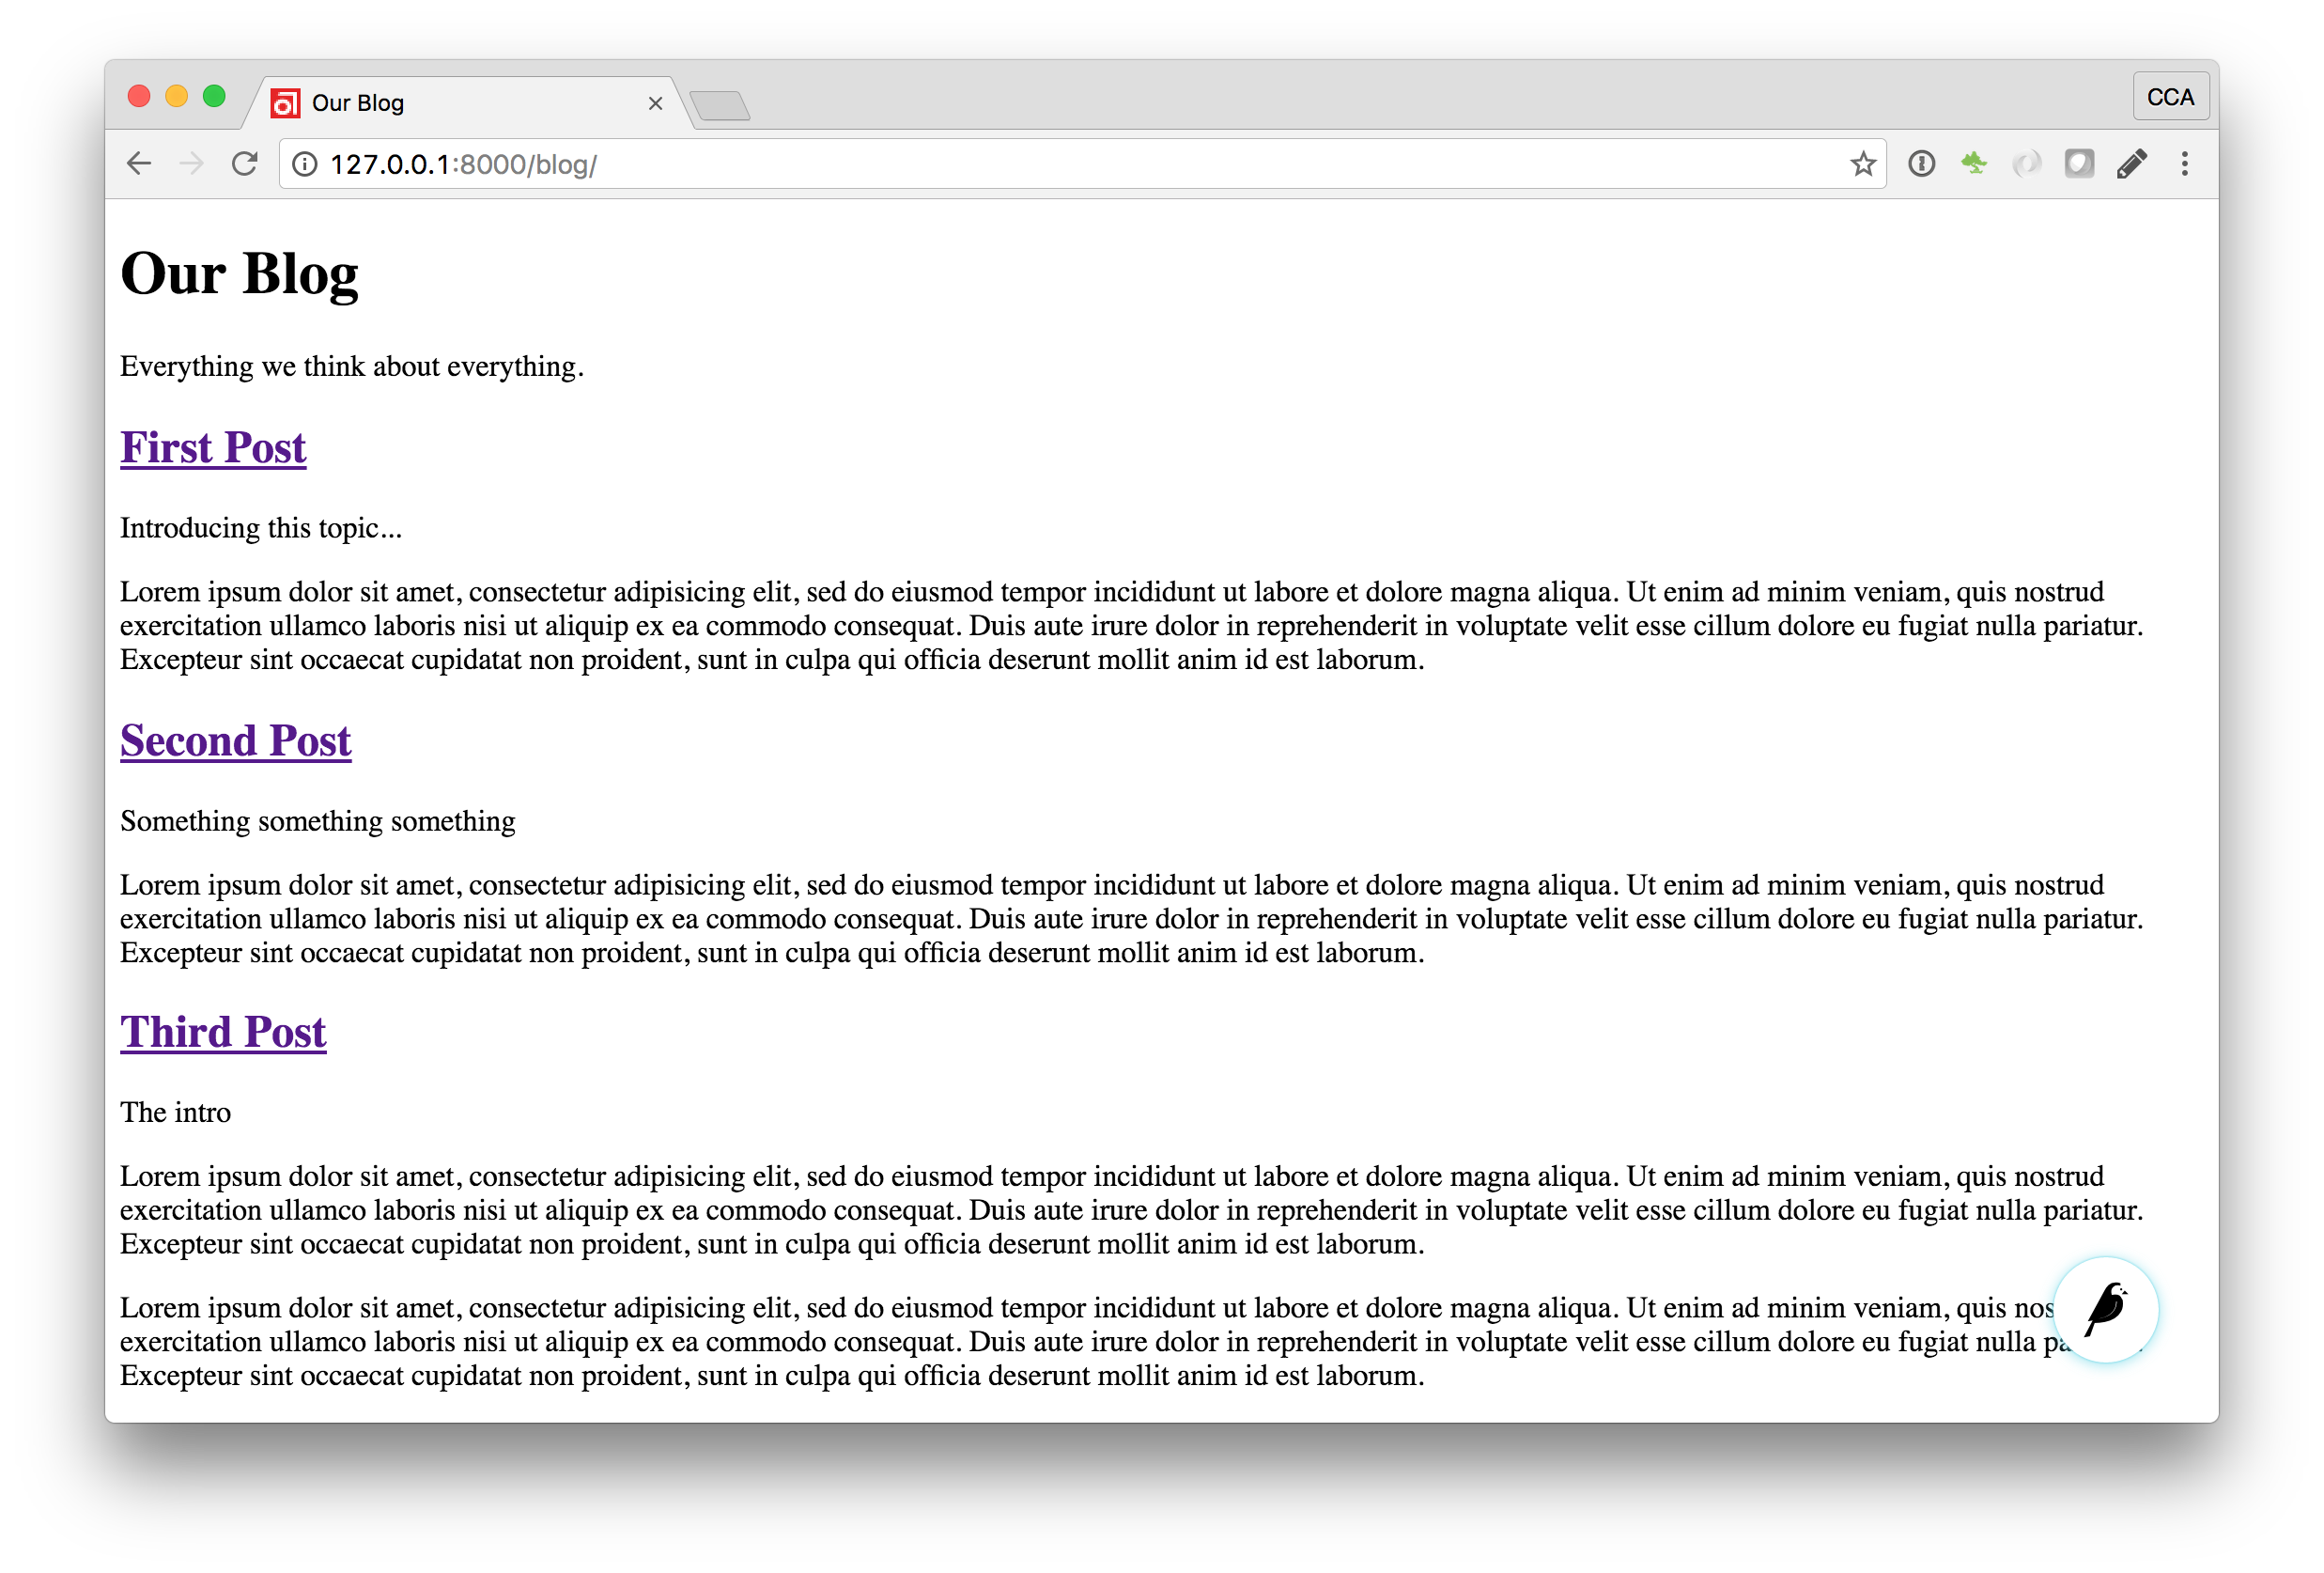 Our Blog
CCA
127.0.0.1:8000/blog/
Our Blog
Everything we think about everything.
First Post
Introducing this topic...
Lorem ipsum dolor sit amet, consectetur adipisicing elit, sed do eiusmod tempor incididunt ut labore et dolore magna aliqua. Ut enim ad minim veniam, quis nostrud
exercitation ullamco laboris nisi ut aliquip ex ea commodo consequat. Duis aute irure dolor in reprehenderit in voluptate velit esse cillum dolore eu fugiat nulla pariatur.
Excepteur sint occaecat cupidatat non proident, sunt in culpa qui officia deserunt mollit anim id est laborum.
Second Post
Something something something
Lorem ipsum dolor sit amet, consectetur adipisicing elit, sed do eiusmod tempor incididunt ut labore et dolore magna aliqua. Ut enim ad minim veniam, quis nostrud
exercitation ullamco laboris nisi ut aliquip ex ea commodo consequat. Duis aute irure dolor in reprehenderit in voluptate velit esse cillum dolore eu fugiat nulla pariatur.
Excepteur sint occaecat cupidatat non proident, sunt in culpa qui officia deserunt mollit anim id est laborum.
Third Post
The intro
Lorem ipsum dolor sit amet, consectetur adipisicing elit, sed do eiusmod tempor incididunt ut labore et dolore magna aliqua. Ut enim ad minim veniam, quis nostrud
exercitation ullamco laboris nisi ut aliquip ex ea commodo consequat. Duis aute irure dolor in reprehenderit in voluptate velit esse cillum dolore eu fugiat nulla pariatur.
Excepteur sint occaecat cupidatat non proident, sunt in culpa qui officia deserunt mollit anim id est laborum.
Lorem ipsum dolor sit amet, consectetur adipisicing elit, sed do eiusmod tempor incididunt ut labore et dolore magna aliqua. Ut enim ad minim veniam, quis
exercitation ullamco laboris nisi ut aliquip ex ea commodo consequat. Duis aute irure dolor in reprehenderit in voluptate velit esse cillum dolore eu fugiat nulla
Excepteur sint occaecat cupidatat non proident, sunt in culpa qui officia deserunt mollit anim id est laborum.